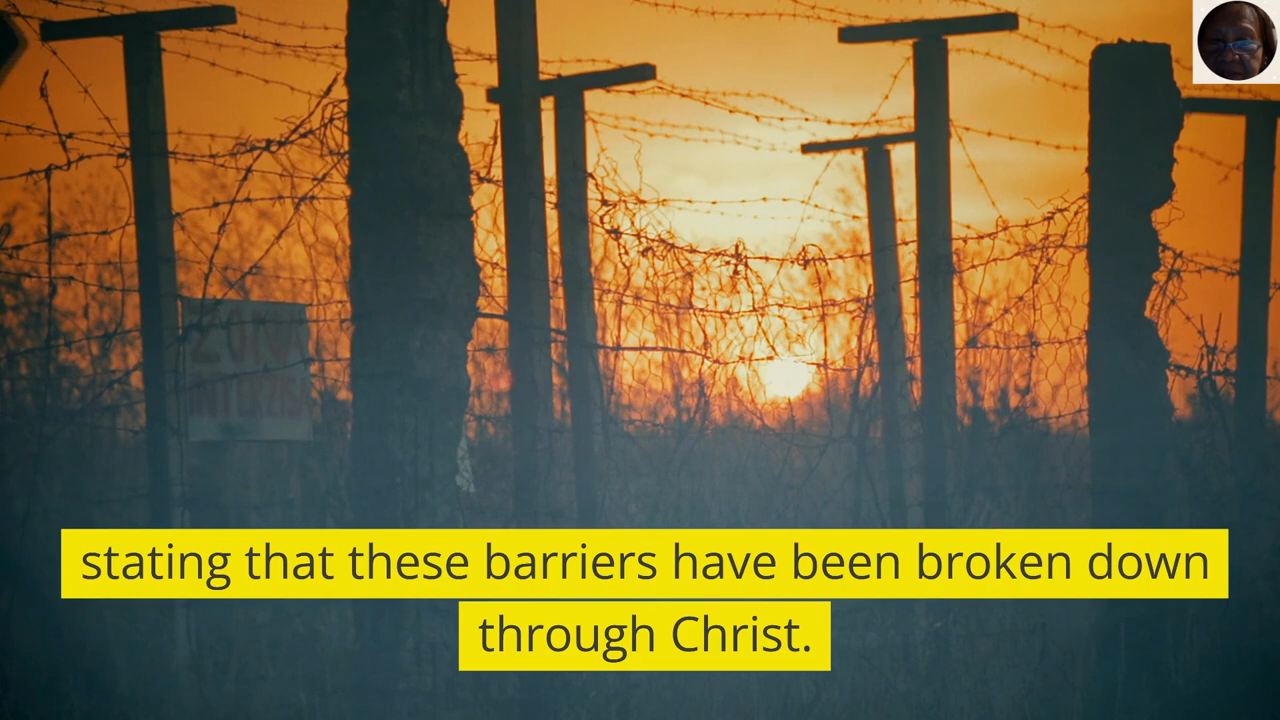 stating that these barriers have been broken down
through Christ.